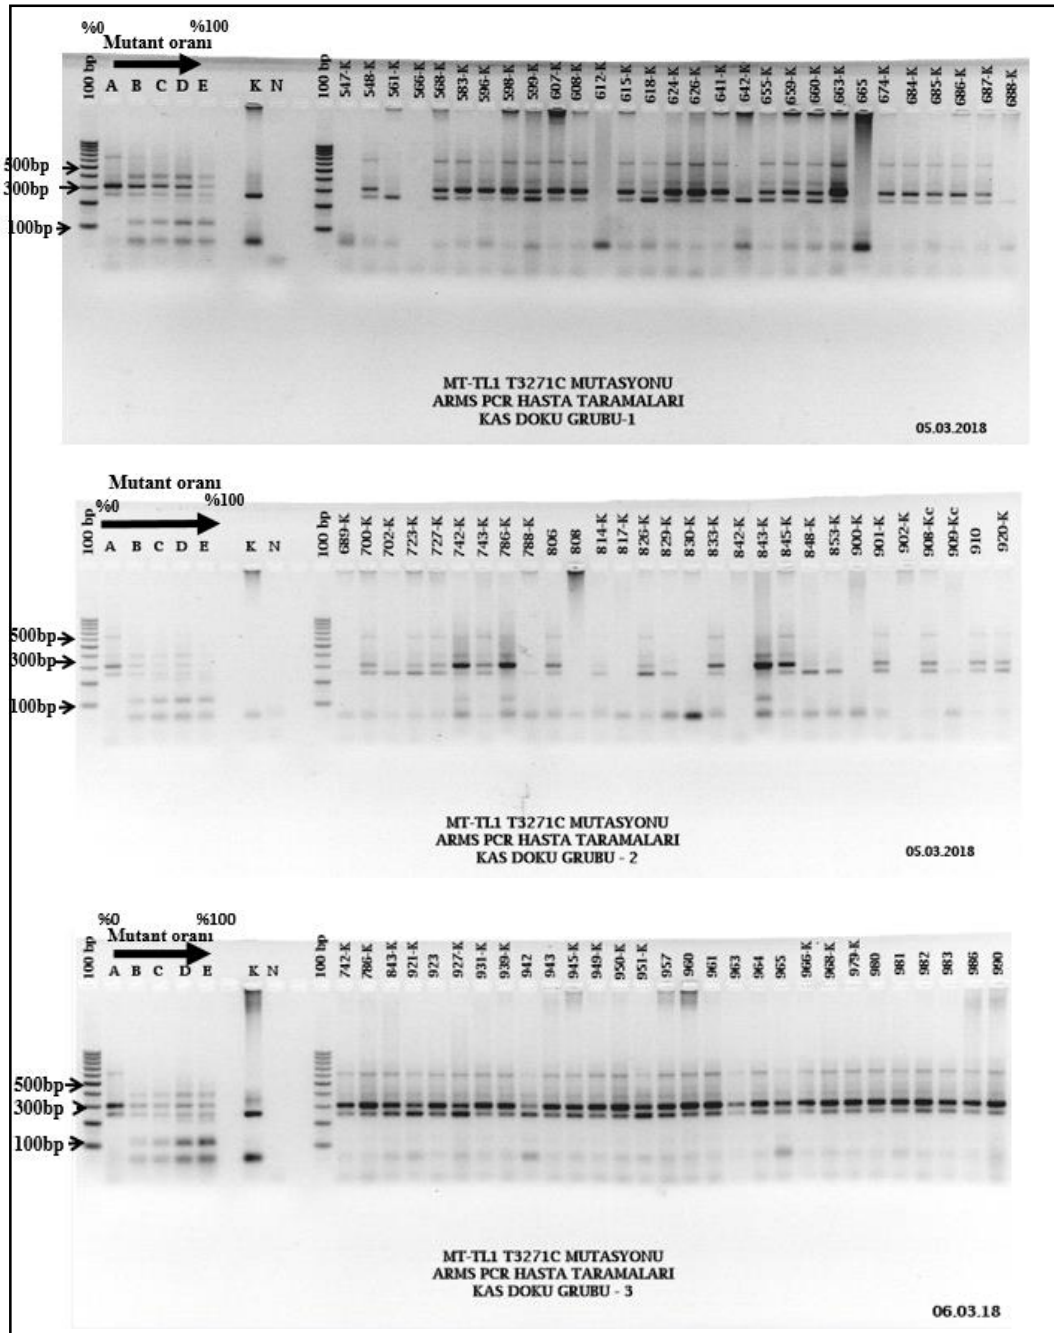 %0 %100
Mutant oranı
100 bp A B C D E K N 100 bp 547-K 548-K 561-K 566-K 568-K 583-K 596-K 598-K 599-K 607-K 608-K 612-K 615-K 618-K 624-K 626-K 641-K 642-K 655-K 659-K 660-K 663-K 665 674-K 684-K 685-K 686-K 687-K 688-K
500bp
300bp
100bp
MT-TL1 T3271C MUTASYONU
ARMS PCR HASTA TARAMALARI
KAS DOKU GRUBU-1
05.03.2018
Mutant oranı
%0 %100
100 bp A B C D E K N 100 bp 689-K 700-K 702-K 723-K 727-K 742-K 743-K 786-K 788-K 806 808 814-K 817-K 826-K 829-K 830-K 833-K 842-K 843-K 845-K 848-K 853-K 900-K 901-K 902-K 908-Kc 909-Kc 910 920-K
500bp
300bp
100bp
MT-TL1 T3271C MUTASYONU
ARMS PCR HASTA TARAMALARI
KAS DOKU GRUBU - 2
05.03.2018
%0 %100
Mutant oranı
100 bp A B C D E K N 100 bp 742-K 786-K 843-K 921-K 923 927-K 931-K 939-K 942 943 945-K 949-K 950-K 951-K 957 960 961 963 964 965 966-K 968-K 979-K 980 981 982 983 986 990
500bp
300bp
100bp
MT-TL1 T3271C MUTASYONU
ARMS PCR HASTA TARAMALARI
KAS DOKU GRUBU - 3
06.03.18